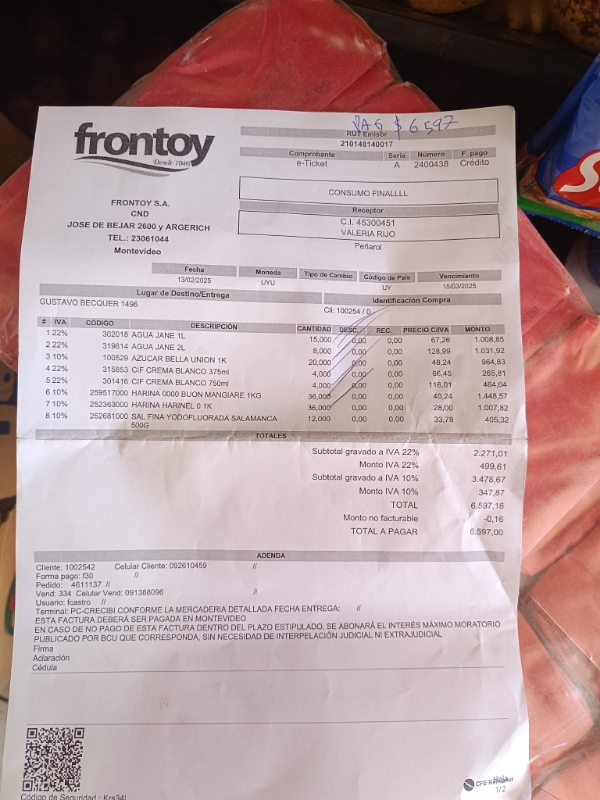 PAG $ 6597
frontoy
Desde 1946
RUT Emisor
210148140017
Comprobante Serie Número F. pago
e-Ticket A 2400438 Crédito
CONSUMO FINALLLL
Receptor
C.I. 45300451
VALERIA RIJO
Peñarol
FRONTOY S.A.
CND
JOSE DE BEJAR 2600 y ARGERICH
TEL.: 23061044
Montevideo
Fecha Moneda Tipo de Cambio Código de País Vencimiento
13/02/2025 UYU UY 15/03/2025
Lugar de Destino/Entrega Identificación Compra
GUSTAVO BECQUER 1496 Cli: 100254 / 0
# IVA CÓDIGO DESCRIPCIÓN CANTIDAD DESC. REC. PRECIO C/IVA MONTO
1 22% 302018 AGUA JANE 1L 15,000 0,00 0,00 67,26 1.008,85
2 22% 319814 AGUA JANE 2L 8,000 0,00 0,00 128,99 1.031,92
3 10% 100529 AZUCAR BELLA UNION 1K 20,000 0,00 0,00 48,24 964,83
4 22% 315853 CIF CREMA BLANCO 375ml 4,000 0,00 0,00 66,45 265,81
5 22% 301416 CIF CREMA BLANCO 750ml 4,000 0,00 0,00 116,01 464,04
6 10% 259517000 HARINA 0000 BUON MANGIARE 1KG 36,000 0,00 0,00 40,24 1.448,57
7 10% 252363000 HARINA HARINEL 0 1K 36,000 0,00 0,00 28,00 1.007,82
8 10% 252681000 SAL FINA YODOFLUORADA SALAMANCA 12,000 0,00 0,00 33,78 405,32
500G
TOTALES
Subtotal gravado a IVA 22% 2.271,01
Monto IVA 22% 499,61
Subtotal gravado a IVA 10% 3.478,67
Monto IVA 10% 347,87
TOTAL 6.597,16
Monto no facturable -0,16
TOTAL A PAGAR 6.597,00
ADENDA
Cliente: 1002542 Celular Cliente: 092610459 //
Forma pago: f30 //
Pedido: 4611137 //
Vend: 334 Celular Vend: 091388096 //
Usuario: fcastro //
Terminal: PC-CRECIBI CONFORME LA MERCADERIA DETALLADA FECHA ENTREGA: //
ESTA FACTURA DEBERÁ SER PAGADA EN MONTEVIDEO
EN CASO DE NO PAGO DE ESTA FACTURA DENTRO DEL PLAZO ESTIPULADO, SE ABONARÁ EL INTERÉS MÁXIMO MORATORIO
PUBLICADO POR BCU QUE CORRESPONDA, SIN NECESIDAD DE INTERPELACIÓN JUDICIAL NI EXTRAJUDICIAL
Firma
Aclaración
Cédula
Hoja
1/2
Código de Seguridad : Krs34l